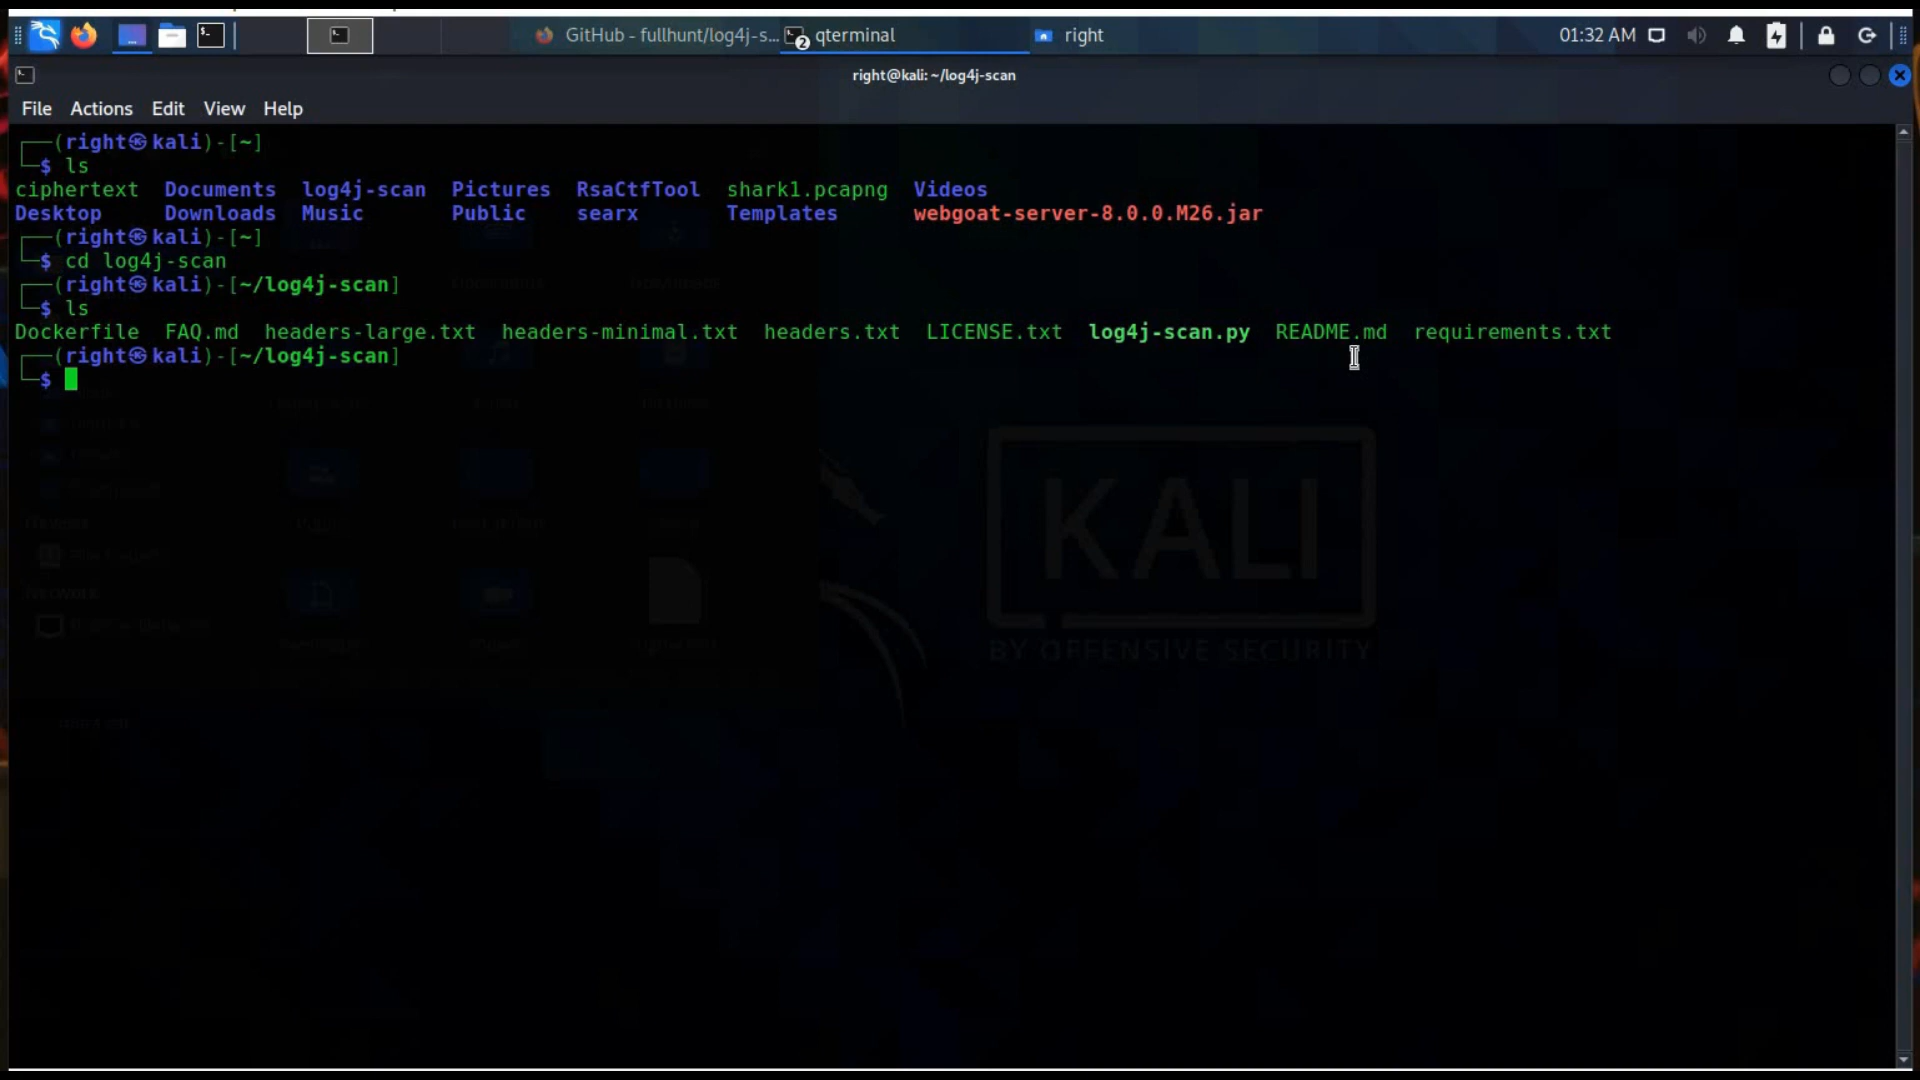 GitHub - fullhunt/log4j-s... 2 qterminal right 01:32 AM
right@kali: ~/log4j-scan
File Actions Edit View Help
┌──(right㉿kali)-[~]
└─$ ls
ciphertext Documents log4j-scan Pictures RsaCtfTool shark1.pcapng Videos
Desktop Downloads Music Public searx Templates webgoat-server-8.0.0.M26.jar
┌──(right㉿kali)-[~]
└─$ cd log4j-scan
┌──(right㉿kali)-[~/log4j-scan]
└─$ ls
Dockerfile FAQ.md headers-large.txt headers-minimal.txt headers.txt LICENSE.txt log4j-scan.py README.md requirements.txt
┌──(right㉿kali)-[~/log4j-scan]
└─$
KALI
BY OFFENSIVE SECURITY